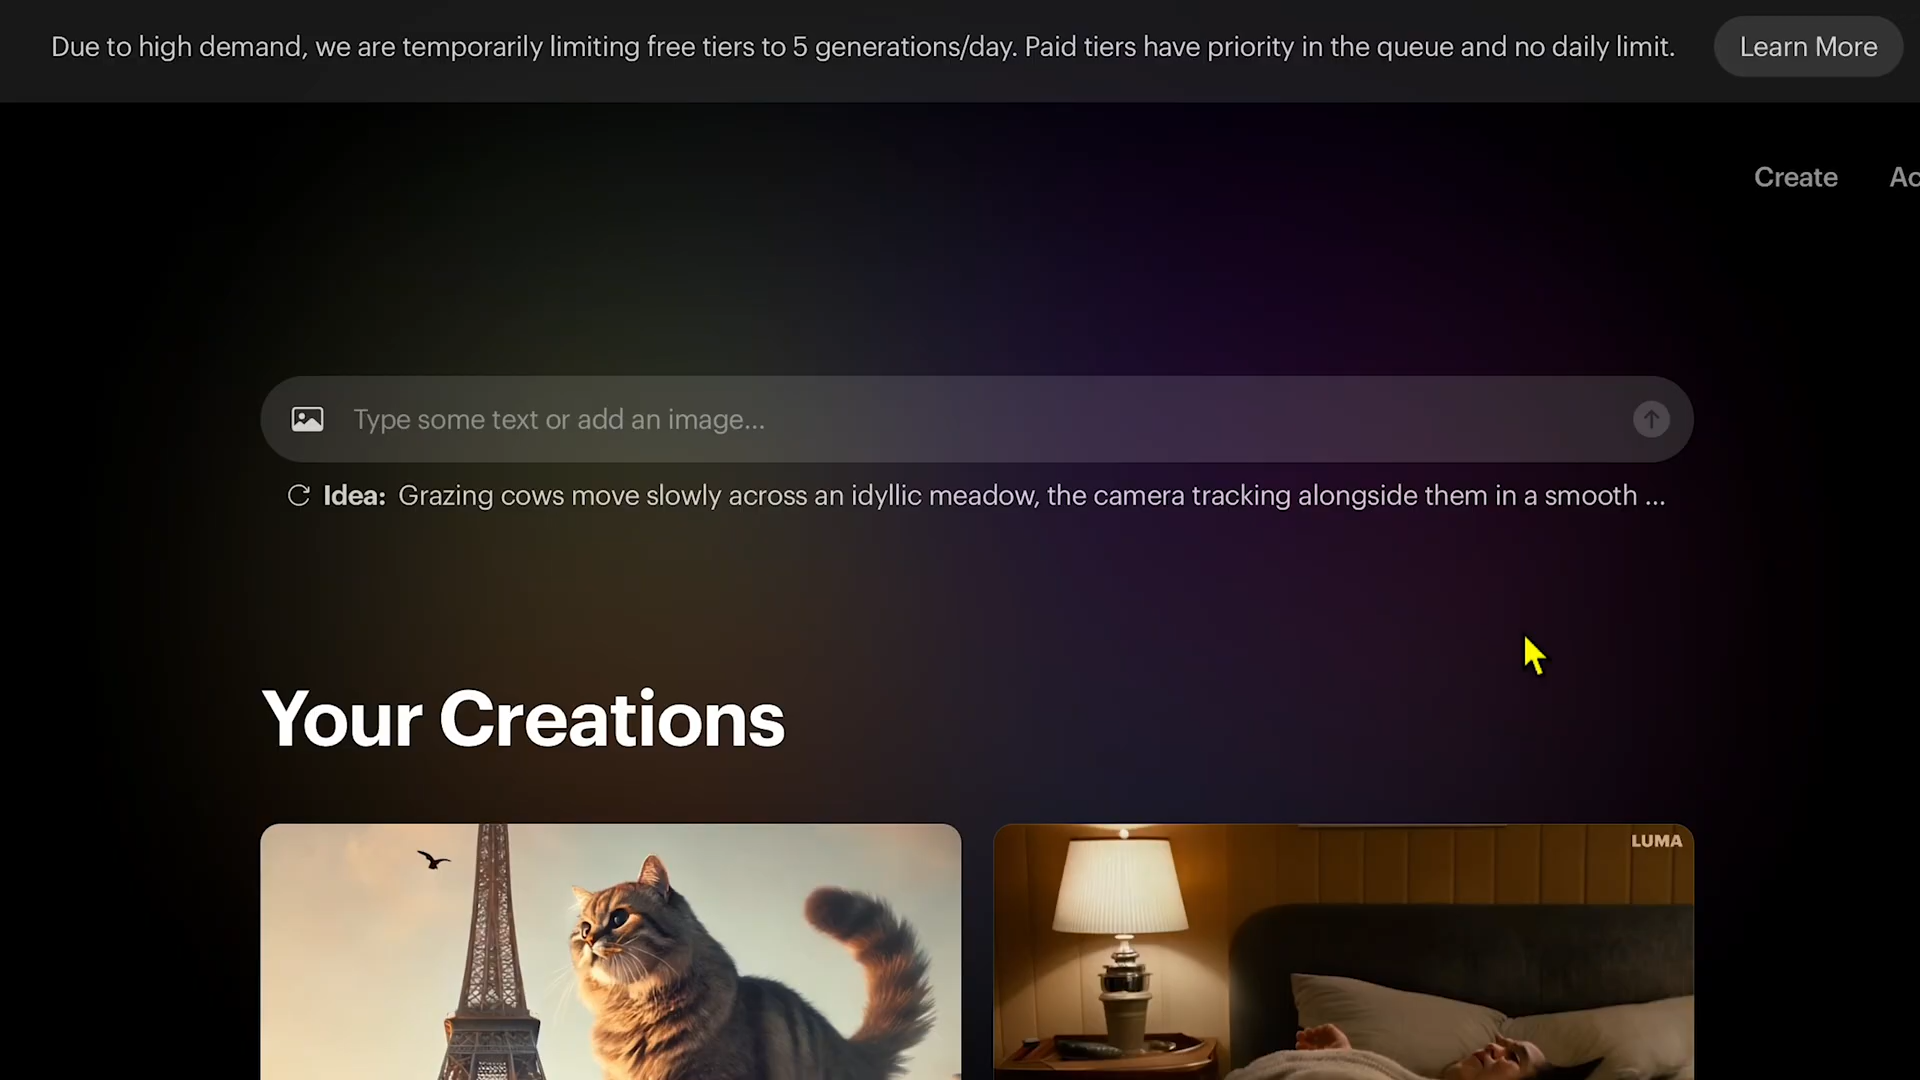 Due to high demand, we are temporarily limiting free tiers to 5 generations/day. Paid tiers have priority in the queue and no daily limit. Learn More
Create Ac
Type some text or add an image...
Idea: Grazing cows move slowly across an idyllic meadow, the camera tracking alongside them in a smooth ...
Your Creations
LUMA